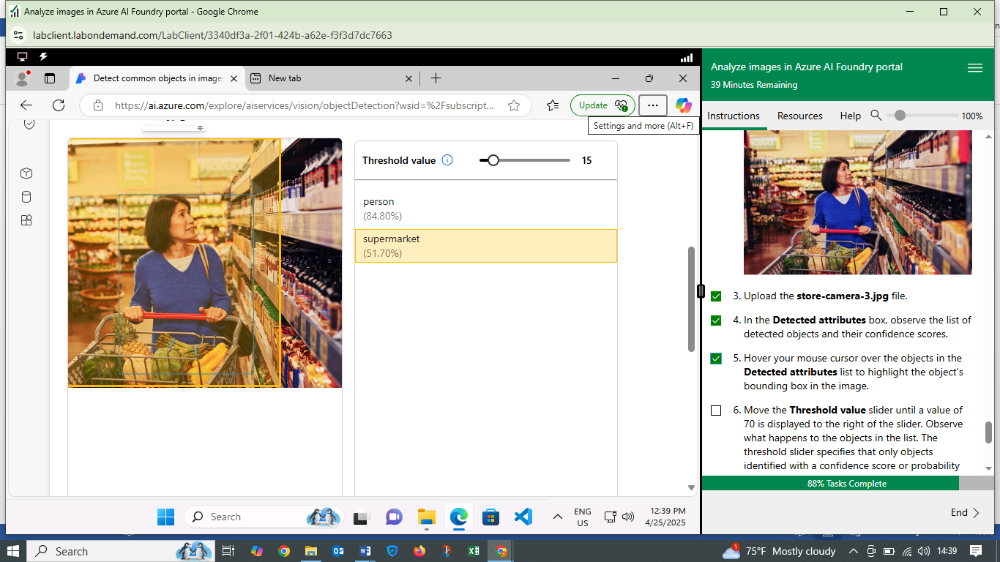 Analyze images in Azure AI Foundry portal - Google Chrome
labclient.labondemand.com/LabClient/3340df3a-2f01-424b-a62e-f3f3d7dc7663
Detect common objects in image
New tab
https://ai.azure.com/explore/aiservices/vision/objectDetection?wsid=%2Fsubscript...
Update
Settings and more (Alt+F)
Threshold value
15
person
(84.80%)
supermarket
(51.70%)
Search
ENG
US
12:39 PM
4/25/2025
Analyze images in Azure AI Foundry portal
39 Minutes Remaining
Instructions
Resources
Help
100%
3. Upload the store-camera-3.jpg file.
4. In the Detected attributes box, observe the list of
detected objects and their confidence scores.
5. Hover your mouse cursor over the objects in the
Detected attributes list to highlight the object's
bounding box in the image.
6. Move the Threshold value slider until a value of
70 is displayed to the right of the slider. Observe
what happens to the objects in the list. The
threshold slider specifies that only objects
identified with a confidence score or probability
88% Tasks Complete
End
Search
1
75°F Mostly cloudy
14:39